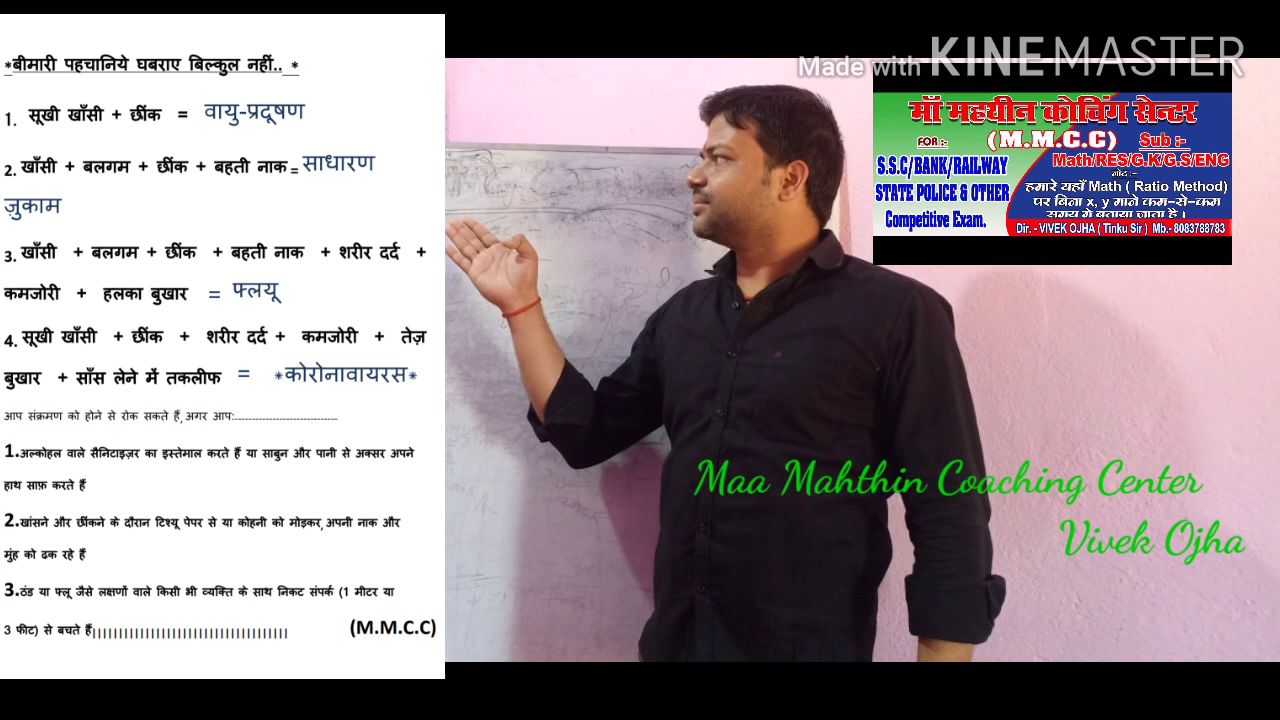 *बीमारी पहचानिये घबराए बिल्कुल नहीं.. *
1. सूखी खाँसी + छींक = वायु-प्रदूषण
2. खाँसी + बलगम + छींक + बहती नाक = साधारण
ज़ुकाम
3. खाँसी + बलगम + छींक + बहती नाक + शरीर दर्द +
कमजोरी + हलका बुखार = फ्लयू
4. सूखी खाँसी + छींक + शरीर दर्द + कमजोरी + तेज़
बुखार + साँस लेने में तकलीफ = *कोरोनावायरस*
आप संक्रमण को होने से रोक सकते हैं, अगर आप:------------------------------
1.अल्कोहल वाले सैनिटाइज़र का इस्तेमाल करते हैं या साबुन और पानी से अक्सर अपने
हाथ साफ़ करते हैं
2.खांसने और छींकने के दौरान टिश्यू पेपर से या कोहनी को मोड़कर, अपनी नाक और
मुंह को ढक रहे हैं
3.ठंड या फ्लू जैसे लक्षणों वाले किसी भी व्यक्ति के साथ निकट संपर्क (1 मीटर या
3 फीट) से बचते हैं||||||||||||||||||||||||||||||||||||
(M.M.C.C)
Made with KINEMASTER
माँ महथीन कोचिंग सेन्टर
FOR :- (M.M.C.C) Sub :-
S.S.C/BANK/RAILWAY
STATE POLICE & OTHER
Competitive Exam.
Math/RES/G.K/G.S/ENG
नोट :-
हमारे यहाँ Math ( Ratio Method)
पर बिना x, y माने कम-से-कम
समय में बताया जाता है।
Dir. - VIVEK OJHA ( Tinku Sir ) Mb.- 8083788783
Maa Mahthin Coaching Center
Vivek Ojha